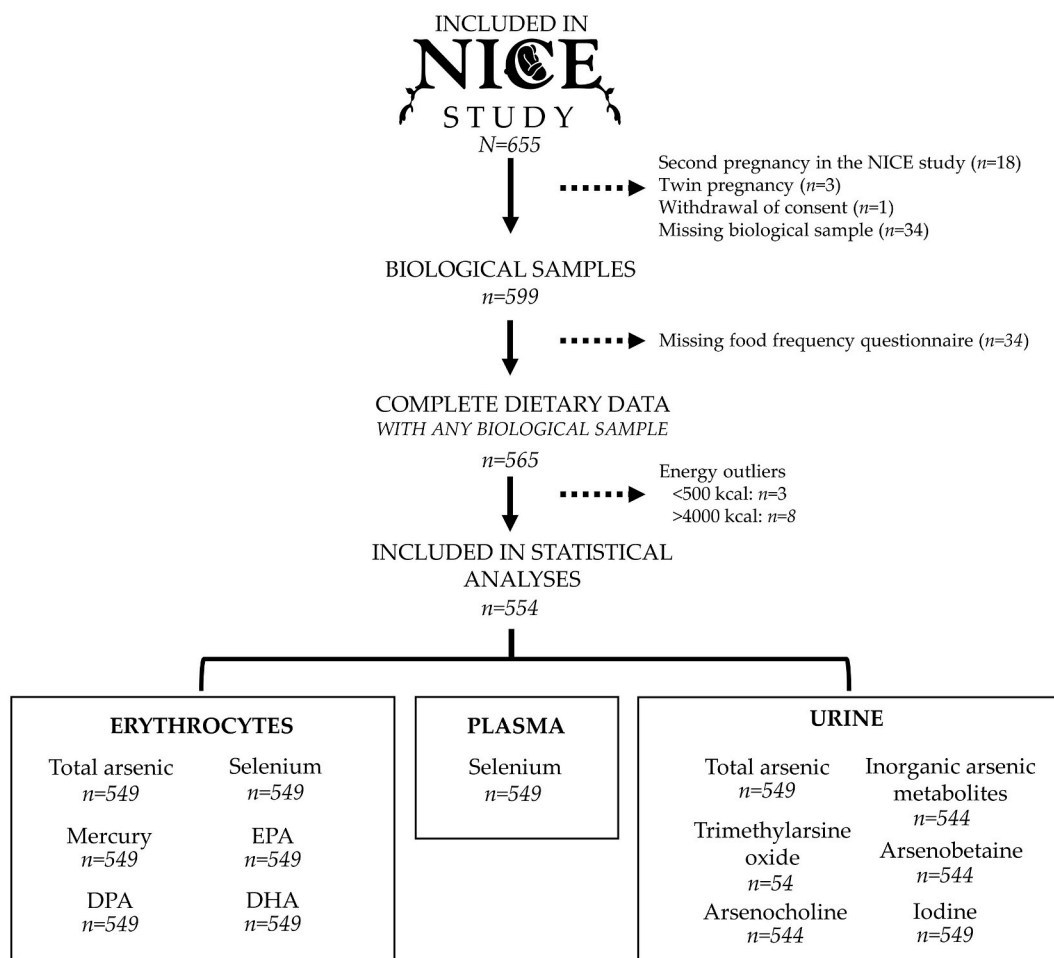 INCLUDED IN
NICE
STUDY
N=655
Second pregnancy in the NICE study (n=18)
Twin pregnancy (n=3)
Withdrawal of consent (n=1)
Missing biological sample (n=34)
BIOLOGICAL SAMPLES
n=599
Missing food frequency questionnaire (n=34)
COMPLETE DIETARY DATA
WITH ANY BIOLOGICAL SAMPLE
n=565
Energy outliers
<500 kcal: n=3
>4000 kcal: n=8
INCLUDED IN STATISTICAL
ANALYSES
n=554
ERYTHROCYTES
Total arsenic
n=549
Selenium
n=549
Mercury
n=549
EPA
n=549
DPA
n=549
DHA
n=549
PLASMA
Selenium
n=549
URINE
Total arsenic
n=549
Inorganic arsenic
metabolites
n=544
Trimethylarsine
oxide
n=54
Arsenobetaine
n=544
Arsenocholine
n=544
Iodine
n=549